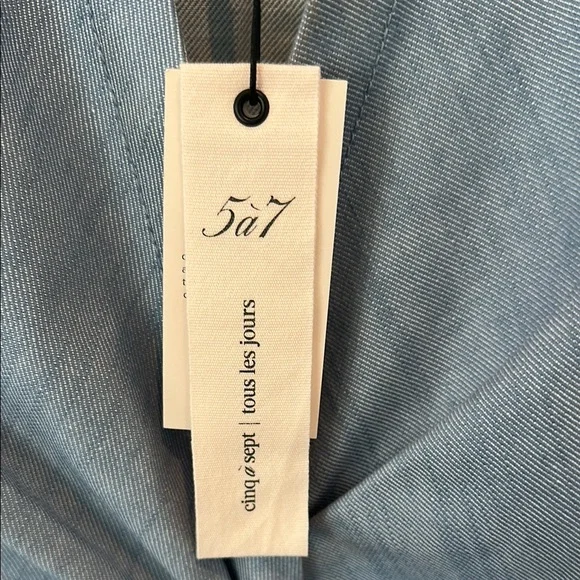 5à7
cinq à sept | tous les jours